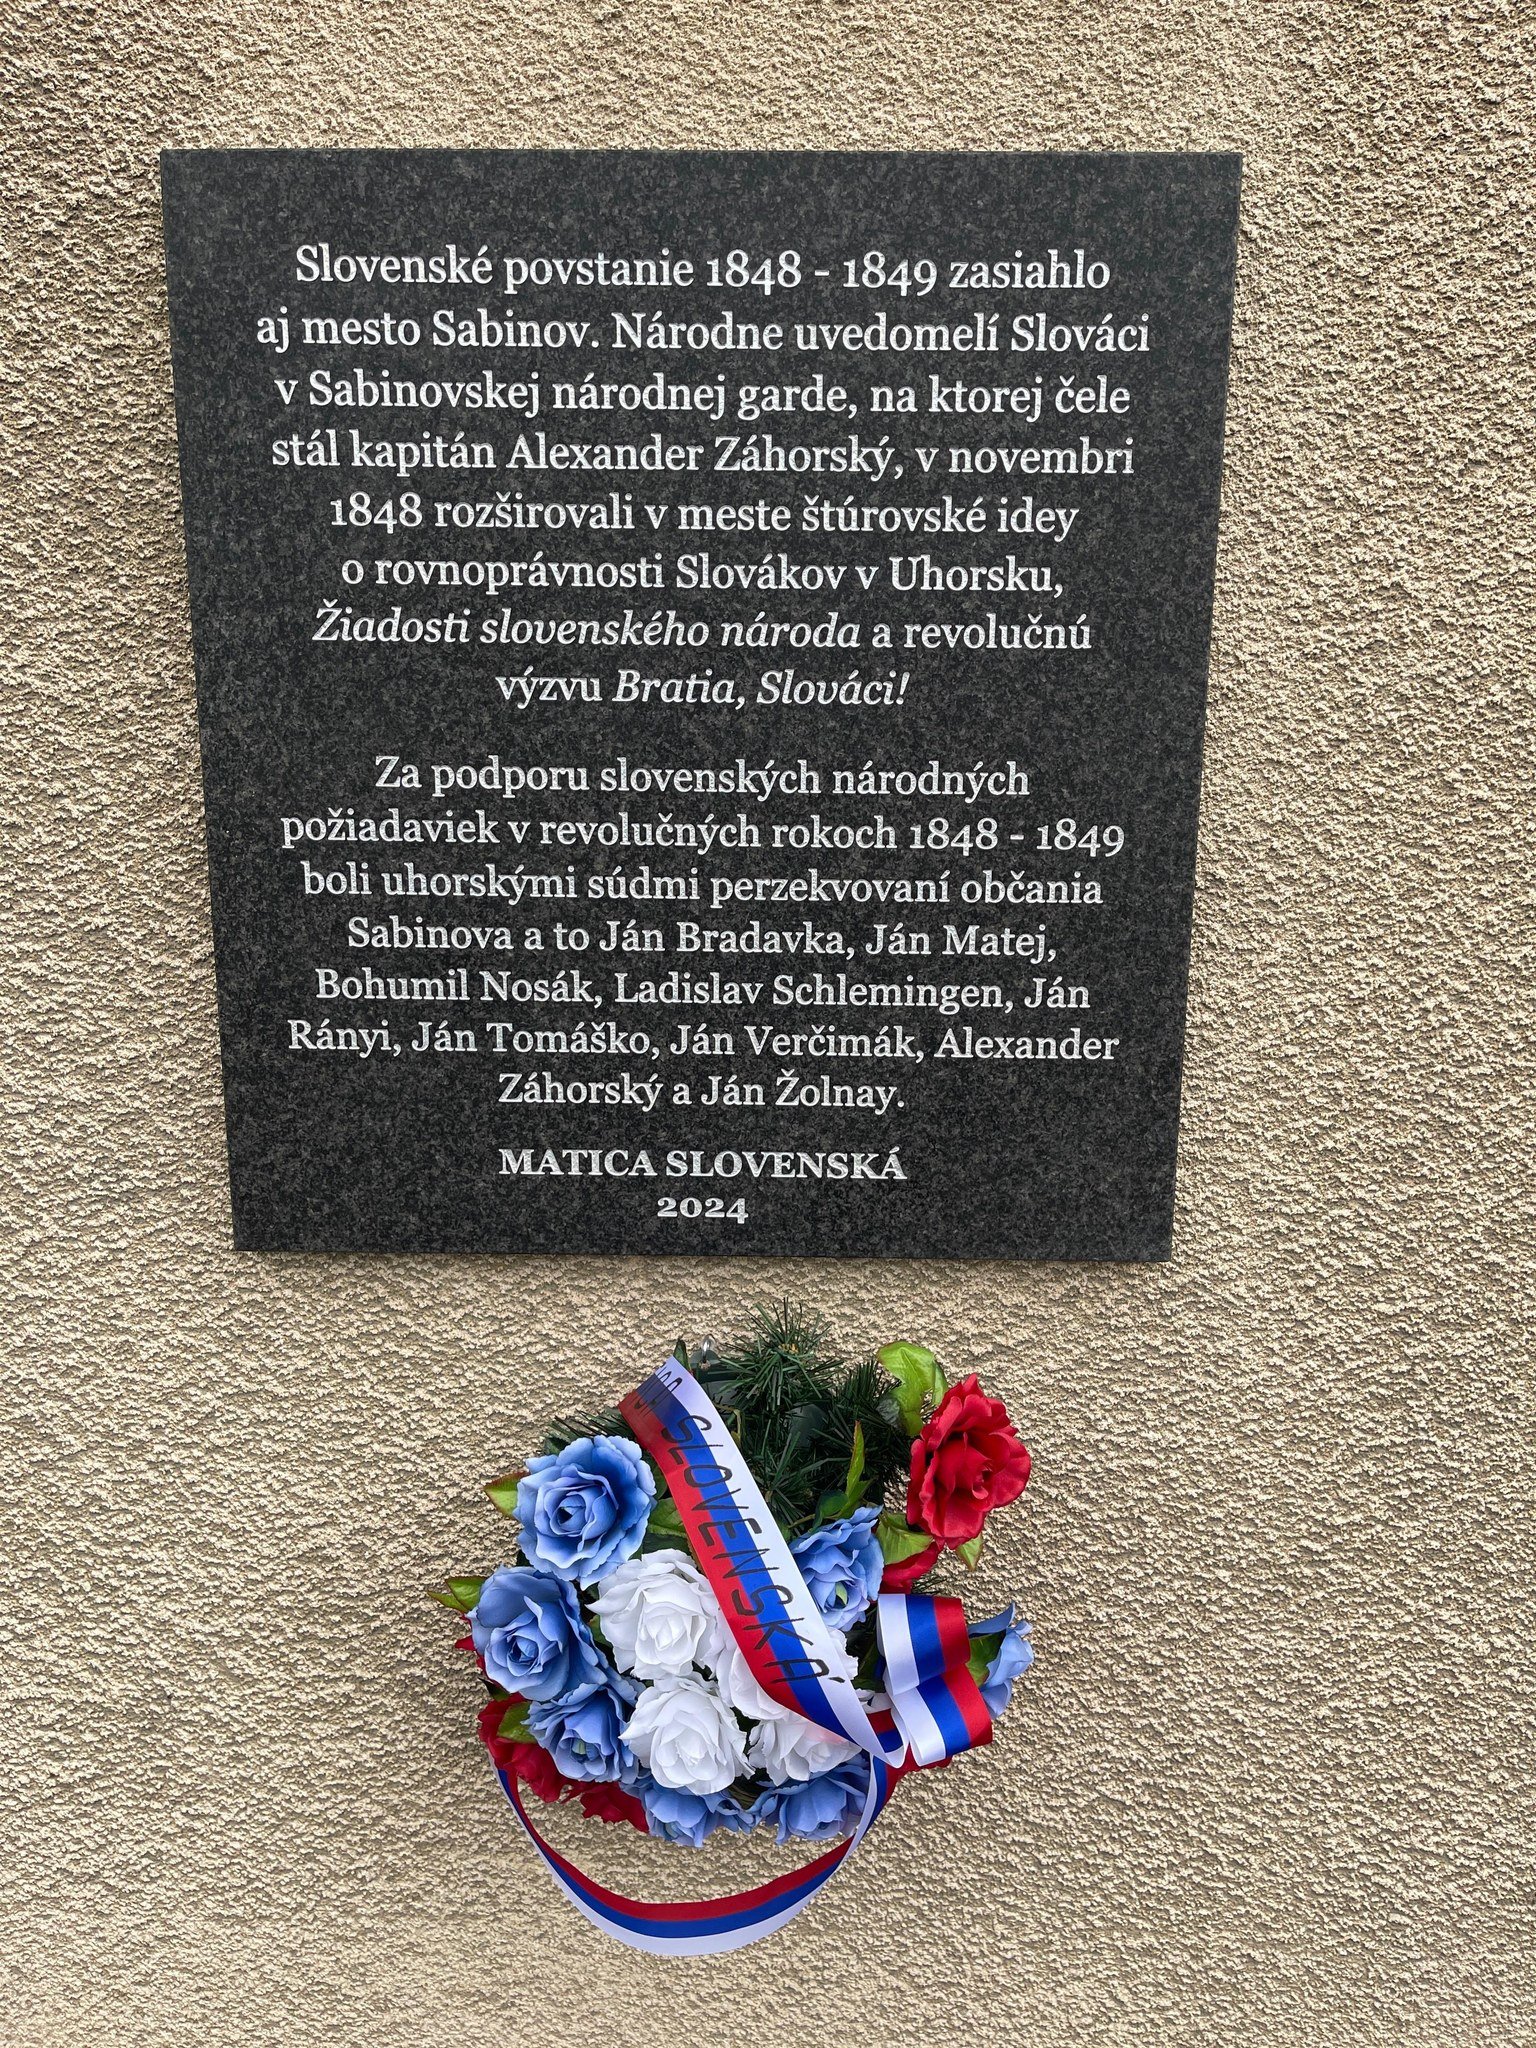 Slovenské povstanie 1848 - 1849 zasiahlo
aj mesto Sabinov. Národne uvedomelí Slováci
v Sabinovskej národnej garde, na ktorej čele
stál kapitán Alexander Záhorský, v novembri
1848 rozširovali v meste štúrovské idey
o rovnoprávnosti Slovákov v Uhorsku,
Žiadosti slovenského národa a revolučnú
výzvu Bratia, Slováci!
Za podporu slovenských národných
požiadaviek v revolučných rokoch 1848 - 1849
boli uhorskými súdmi perzekvovaní občania
Sabinova a to Ján Bradavka, Ján Matej,
Bohumil Nosák, Ladislav Schlemingen, Ján
Rányi, Ján Tomáško, Ján Verčimák, Alexander
Záhorský a Ján Žolnay.
MATICA SLOVENSKÁ
2024
SLOVENSKÁ